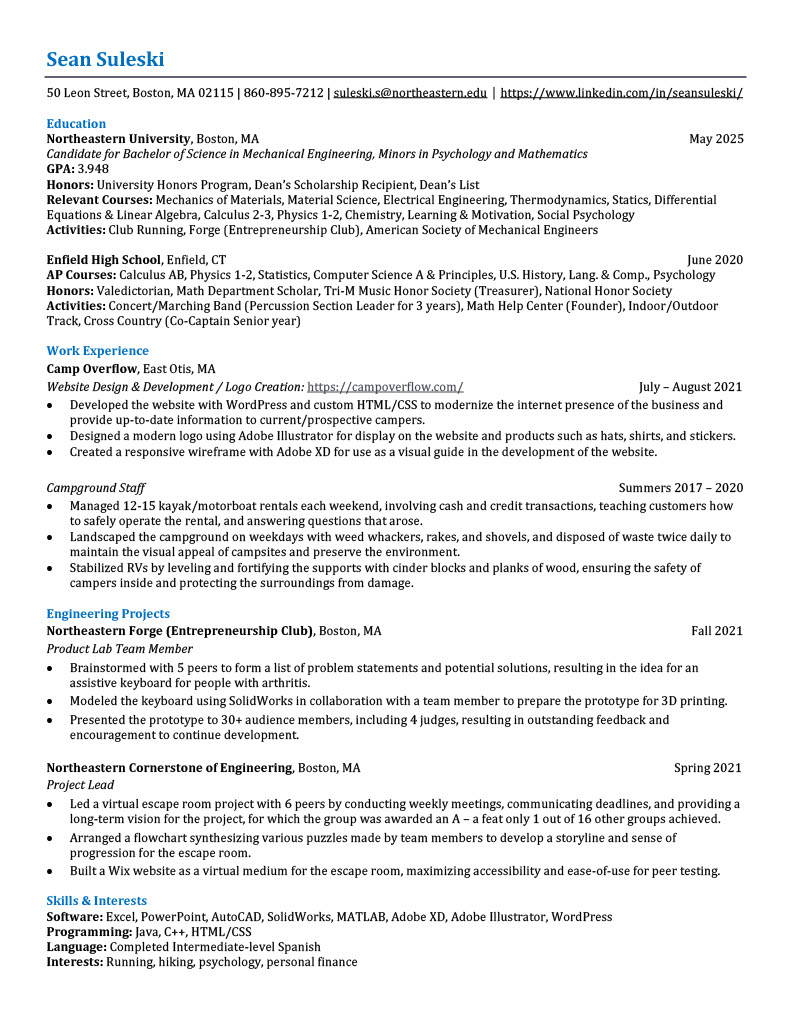 Sean Suleski
50 Leon Street, Boston, MA 02115 | 860-895-7212 | suleski.s@northeastern.edu | https://www.linkedin.com/in/seansuleski/
Education
Northeastern University, Boston, MA May 2025
Candidate for Bachelor of Science in Mechanical Engineering, Minors in Psychology and Mathematics
GPA: 3.948
Honors: University Honors Program, Dean’s Scholarship Recipient, Dean’s List
Relevant Courses: Mechanics of Materials, Material Science, Electrical Engineering, Thermodynamics, Statics, Differential
Equations & Linear Algebra, Calculus 2-3, Physics 1-2, Chemistry, Learning & Motivation, Social Psychology
Activities: Club Running, Forge (Entrepreneurship Club), American Society of Mechanical Engineers
Enfield High School, Enfield, CT June 2020
AP Courses: Calculus AB, Physics 1-2, Statistics, Computer Science A & Principles, U.S. History, Lang. & Comp., Psychology
Honors: Valedictorian, Math Department Scholar, Tri-M Music Honor Society (Treasurer), National Honor Society
Activities: Concert/Marching Band (Percussion Section Leader for 3 years), Math Help Center (Founder), Indoor/Outdoor
Track, Cross Country (Co-Captain Senior year)
Work Experience
Camp Overflow, East Otis, MA
Website Design & Development / Logo Creation: https://campoverflow.com/ July – August 2021
• Developed the website with WordPress and custom HTML/CSS to modernize the internet presence of the business and
provide up-to-date information to current/prospective campers.
• Designed a modern logo using Adobe Illustrator for display on the website and products such as hats, shirts, and stickers.
• Created a responsive wireframe with Adobe XD for use as a visual guide in the development of the website.
Campground Staff Summers 2017 – 2020
• Managed 12-15 kayak/motorboat rentals each weekend, involving cash and credit transactions, teaching customers how
to safely operate the rental, and answering questions that arose.
• Landscaped the campground on weekdays with weed whackers, rakes, and shovels, and disposed of waste twice daily to
maintain the visual appeal of campsites and preserve the environment.
• Stabilized RVs by leveling and fortifying the supports with cinder blocks and planks of wood, ensuring the safety of
campers inside and protecting the surroundings from damage.
Engineering Projects
Northeastern Forge (Entrepreneurship Club), Boston, MA Fall 2021
Product Lab Team Member
• Brainstormed with 5 peers to form a list of problem statements and potential solutions, resulting in the idea for an
assistive keyboard for people with arthritis.
• Modeled the keyboard using SolidWorks in collaboration with a team member to prepare the prototype for 3D printing.
• Presented the prototype to 30+ audience members, including 4 judges, resulting in outstanding feedback and
encouragement to continue development.
Northeastern Cornerstone of Engineering, Boston, MA Spring 2021
Project Lead
• Led a virtual escape room project with 6 peers by conducting weekly meetings, communicating deadlines, and providing a
long-term vision for the project, for which the group was awarded an A – a feat only 1 out of 16 other groups achieved.
• Arranged a flowchart synthesizing various puzzles made by team members to develop a storyline and sense of
progression for the escape room.
• Built a Wix website as a virtual medium for the escape room, maximizing accessibility and ease-of-use for peer testing.
Skills & Interests
Software: Excel, PowerPoint, AutoCAD, SolidWorks, MATLAB, Adobe XD, Adobe Illustrator, WordPress
Programming: Java, C++, HTML/CSS
Language: Completed Intermediate-level Spanish
Interests: Running, hiking, psychology, personal finance